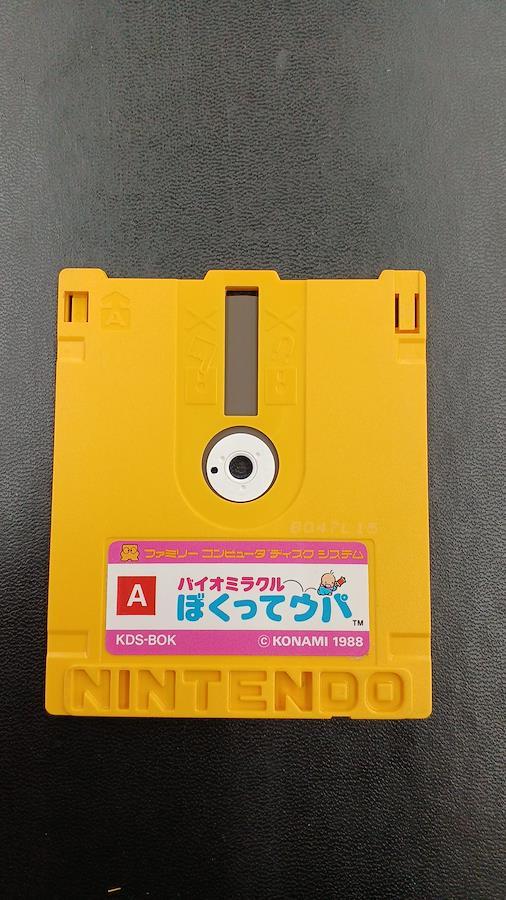 A
8047L15
ファミリー コンピュータ ディスク システム
A
バイオミラクル
ぼくってウパ
TM
KDS-BOK
©KONAMI 1988
NINTENDO